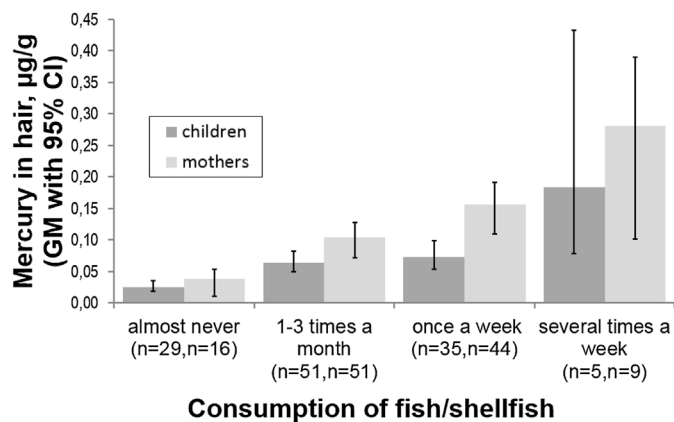 Mercury in hair, µg/g
(GM with 95% CI)
0,45
0,40
0,35
0,30
0,25
0,20
0,15
0,10
0,05
0,00
children
mothers
almost never
(n=29,n=16)
1-3 times a
month
(n=51,n=51)
once a week
(n=35,n=44)
several times a
week
(n=5,n=9)
Consumption of fish/shellfish